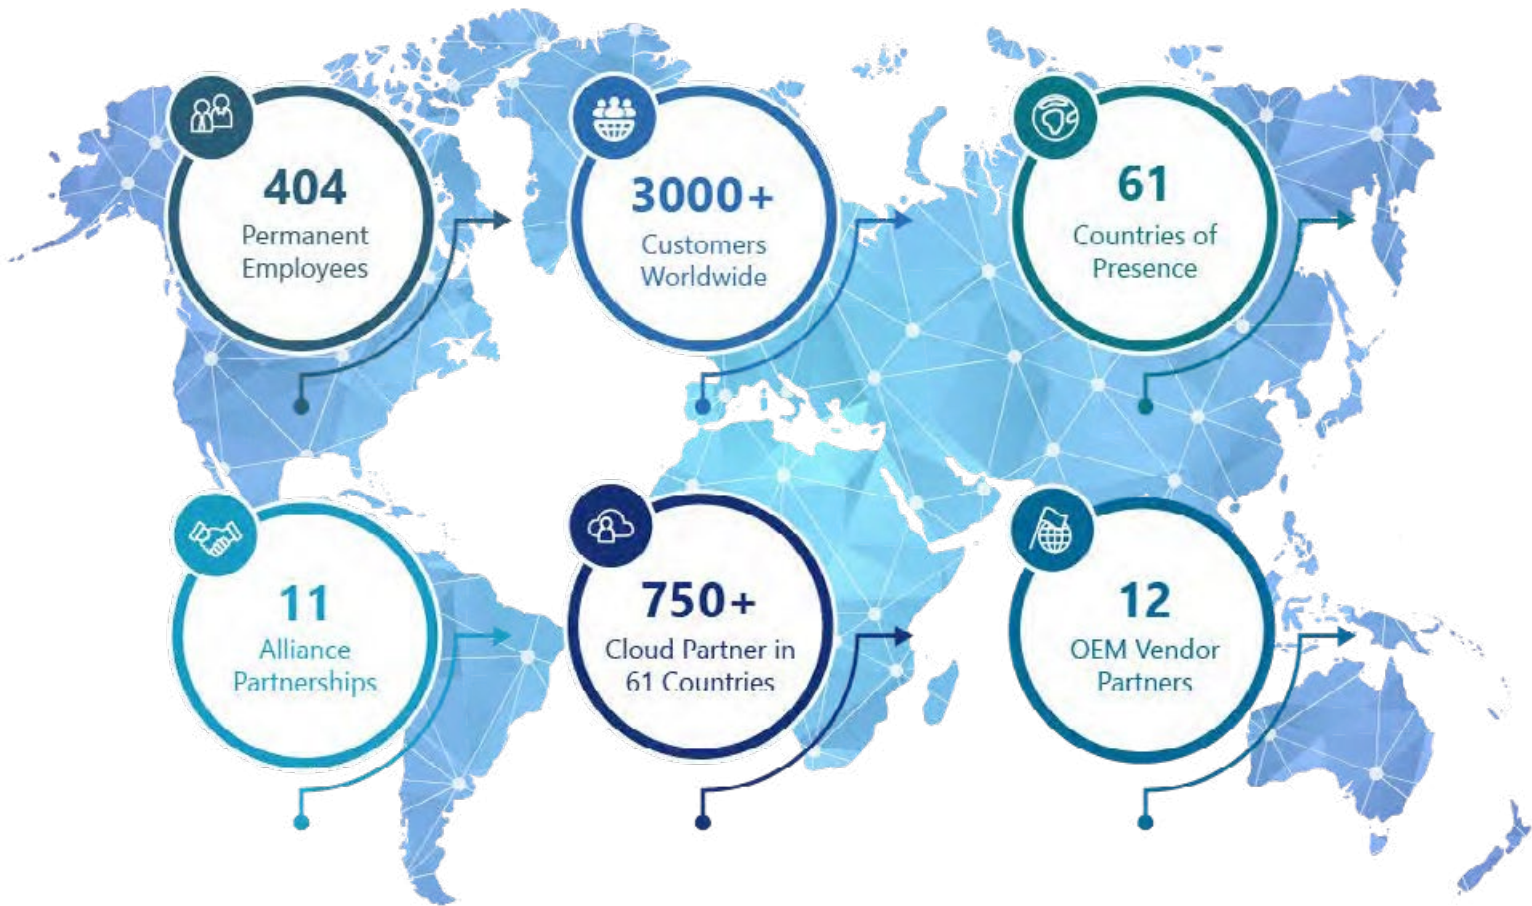 404
Permanent
Employees
3000+
Customers
Worldwide
61
Countries of
Presence
11
Alliance
Partnerships
750+
Cloud Partner in
61 Countries
12
OEM Vendor
Partners